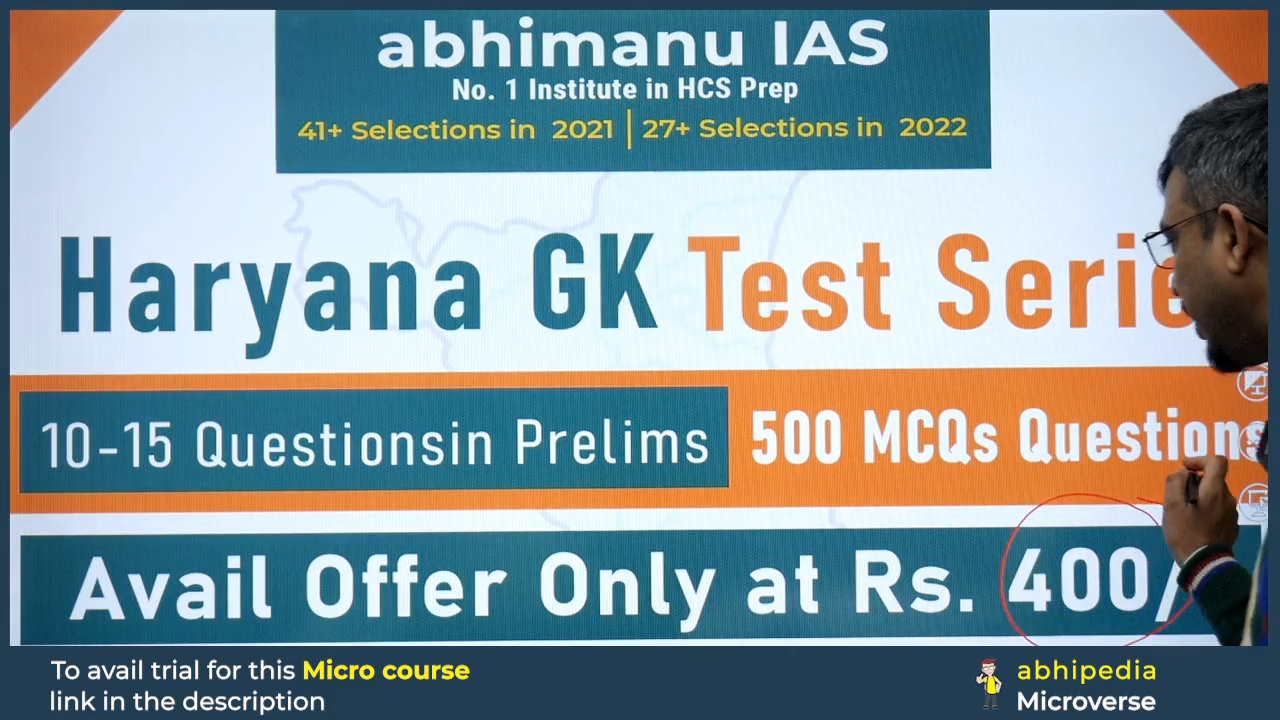 abhimanu IAS
No. 1 Institute in HCS Prep
41+ Selections in 2021 | 27+ Selections in 2022
Haryana GK Test Serie
10-15 Questionsin Prelims
500 MCQs Questions
Avail Offer Only at Rs. 400/
To avail trial for this Micro course
link in the description
abhipedia
Microverse